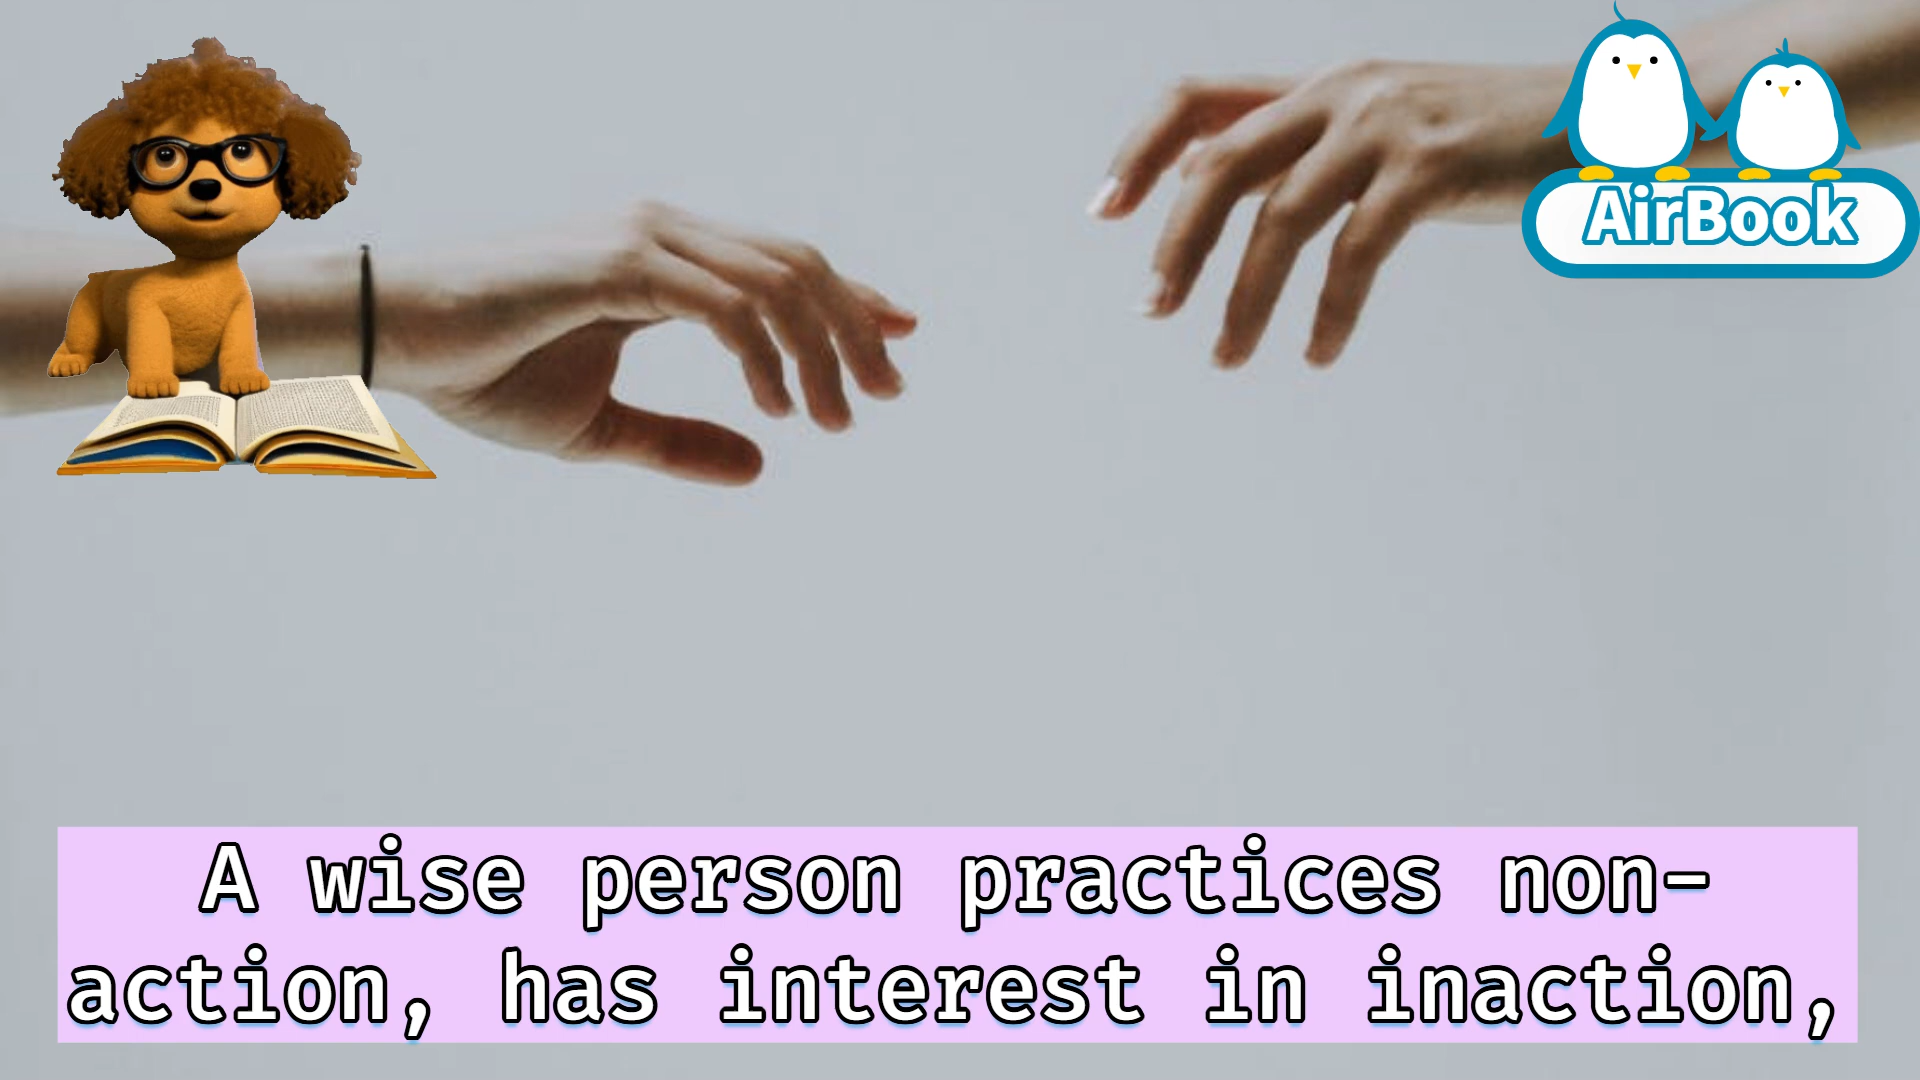 AirBook
A wise person practices non-
action, has interest in inaction,